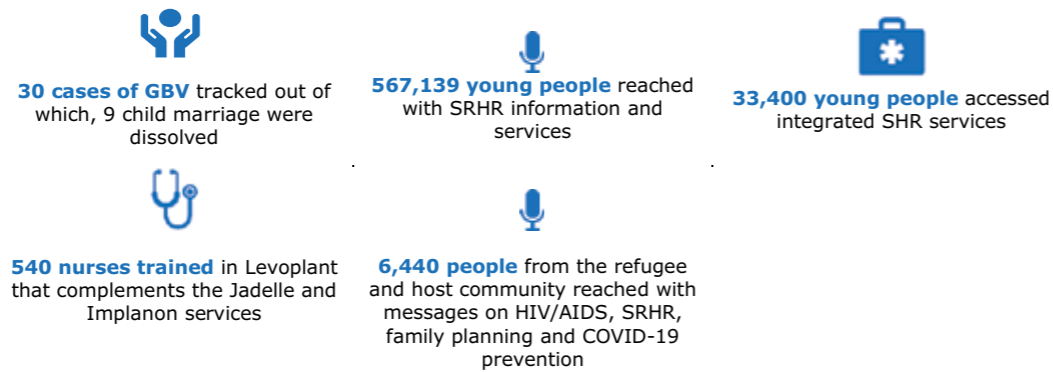 30 cases of GBV tracked out of
which, 9 child marriage were
dissolved
567,139 young people reached
with SRHR information and
services
33,400 young people accessed
integrated SHR services
540 nurses trained in Levoplant
that complements the Jadelle and
Implanon services
6,440 people from the refugee
and host community reached with
messages on HIV/AIDS, SRHR,
family planning and COVID-19
prevention